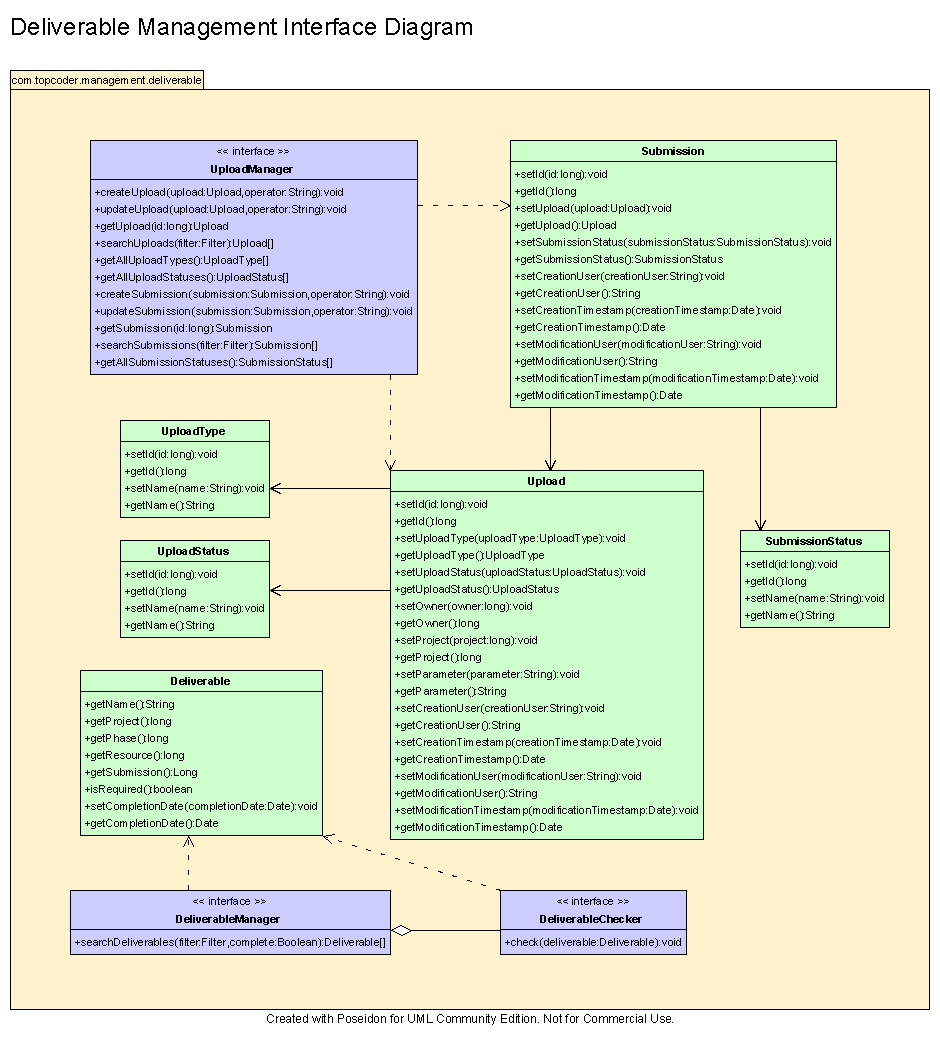 Deliverable Management Interface Diagram
com.topcoder.management.deliverable
<< interface >>
UploadManager
+createUpload(upload:Upload,operator:String):void
+updateUpload(upload:Upload,operator:String):void
+getUpload(id:long):Upload
+searchUploads(filter:Filter):Upload[]
+getAllUploadTypes():UploadType[]
+getAllUploadStatuses():UploadStatus[]
+createSubmission(submission:Submission,operator:String):void
+updateSubmission(submission:Submission,operator:String):void
+getSubmission(id:long):Submission
+searchSubmissions(filter:Filter):Submission[]
+getAllSubmissionStatuses():SubmissionStatus[]
Submission
+setId(id:long):void
+getId():long
+setUpload(upload:Upload):void
+getUpload():Upload
+setSubmissionStatus(submissionStatus:SubmissionStatus):void
+getSubmissionStatus():SubmissionStatus
+setCreationUser(creationUser:String):void
+getCreationUser():String
+setCreationTimestamp(creationTimestamp:Date):void
+getCreationTimestamp():Date
+setModificationUser(modificationUser:String):void
+getModificationUser():String
+setModificationTimestamp(modificationTimestamp:Date):void
+getModificationTimestamp():Date
UploadType
+setId(id:long):void
+getId():long
+setName(name:String):void
+getName():String
UploadStatus
+setId(id:long):void
+getId():long
+setName(name:String):void
+getName():String
Upload
+setId(id:long):void
+getId():long
+setUploadType(uploadType:UploadType):void
+getUploadType():UploadType
+setUploadStatus(uploadStatus:UploadStatus):void
+getUploadStatus():UploadStatus
+setOwner(owner:long):void
+getOwner():long
+setProject(project:long):void
+getProject():long
+setParameter(parameter:String):void
+getParameter():String
+setCreationUser(creationUser:String):void
+getCreationUser():String
+setCreationTimestamp(creationTimestamp:Date):void
+getCreationTimestamp():Date
+setModificationUser(modificationUser:String):void
+getModificationUser():String
+setModificationTimestamp(modificationTimestamp:Date):void
+getModificationTimestamp():Date
SubmissionStatus
+setId(id:long):void
+getId():long
+setName(name:String):void
+getName():String
Deliverable
+getName():String
+getProject():long
+getPhase():long
+getResource():long
+getSubmission():Long
+isRequired():boolean
+setCompletionDate(completionDate:Date):void
+getCompletionDate():Date
<< interface >>
DeliverableManager
+searchDeliverables(filter:Filter,complete:Boolean):Deliverable[]
<< interface >>
DeliverableChecker
+check(deliverable:Deliverable):void
Created with Poseidon for UML Community Edition. Not for Commercial Use.